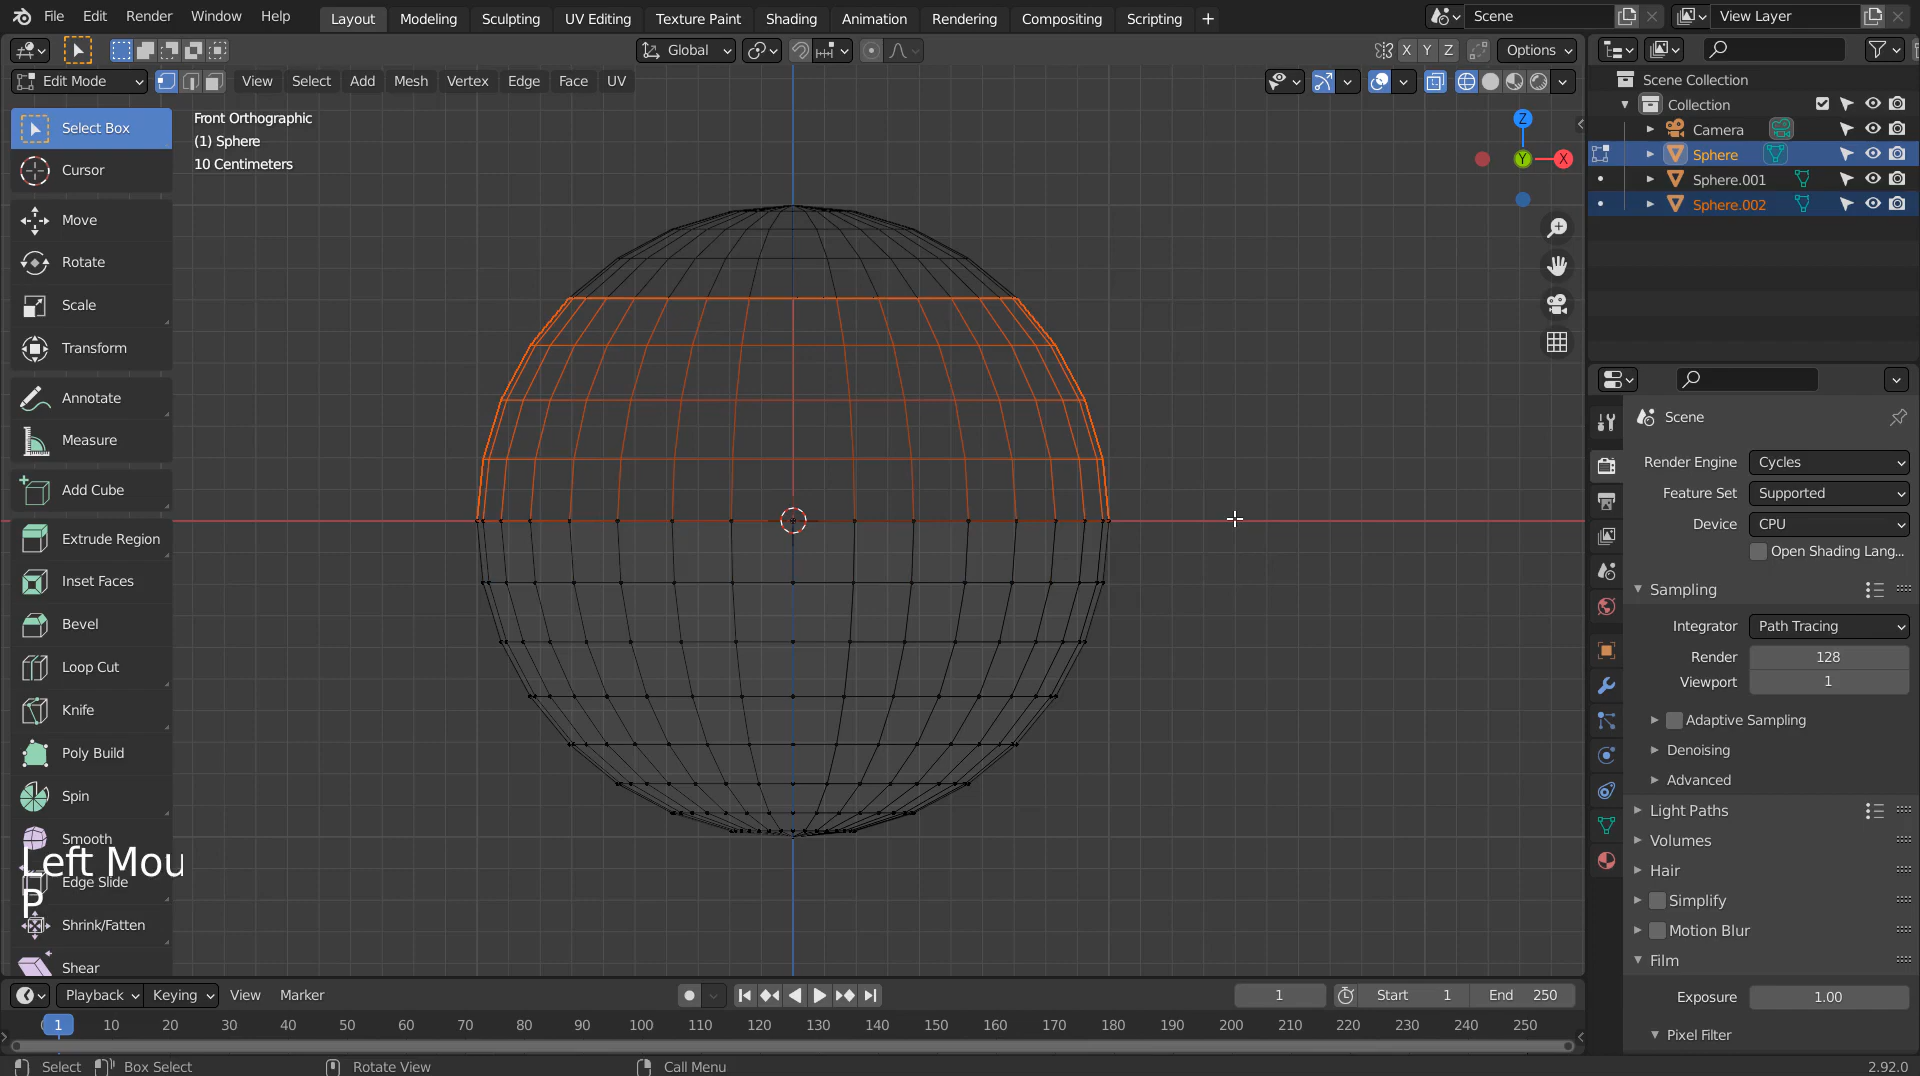 File Edit Render Window Help Layout Modeling Sculpting UV Editing Texture Paint Shading Animation Rendering Compositing Scripting + Scene View Layer
Global X Y Z Options
Edit Mode View Select Add Mesh Vertex Edge Face UV
Scene Collection
Collection
Camera
Sphere
Sphere.001
Sphere.002
Select Box
Cursor
Move
Rotate
Scale
Transform
Annotate
Measure
Add Cube
Extrude Region
Inset Faces
Bevel
Loop Cut
Knife
Poly Build
Spin
Smooth
Left Mou
Edge Slide
P
Shrink/Fatten
Shear
Front Orthographic
(1) Sphere
10 Centimeters
Z
Y
X
Scene
Render Engine Cycles
Feature Set Supported
Device CPU
Open Shading Lang...
Sampling
Integrator Path Tracing
Render 128
Viewport 1
Adaptive Sampling
Denoising
Advanced
Light Paths
Volumes
Hair
Simplify
Motion Blur
Film
Exposure 1.00
Pixel Filter
Playback Keying View Marker 1 Start 1 End 250
1 10 20 30 40 50 60 70 80 90 100 110 120 130 140 150 160 170 180 190 200 210 220 230 240 250
Select Box Select Rotate View Call Menu 2.92.0